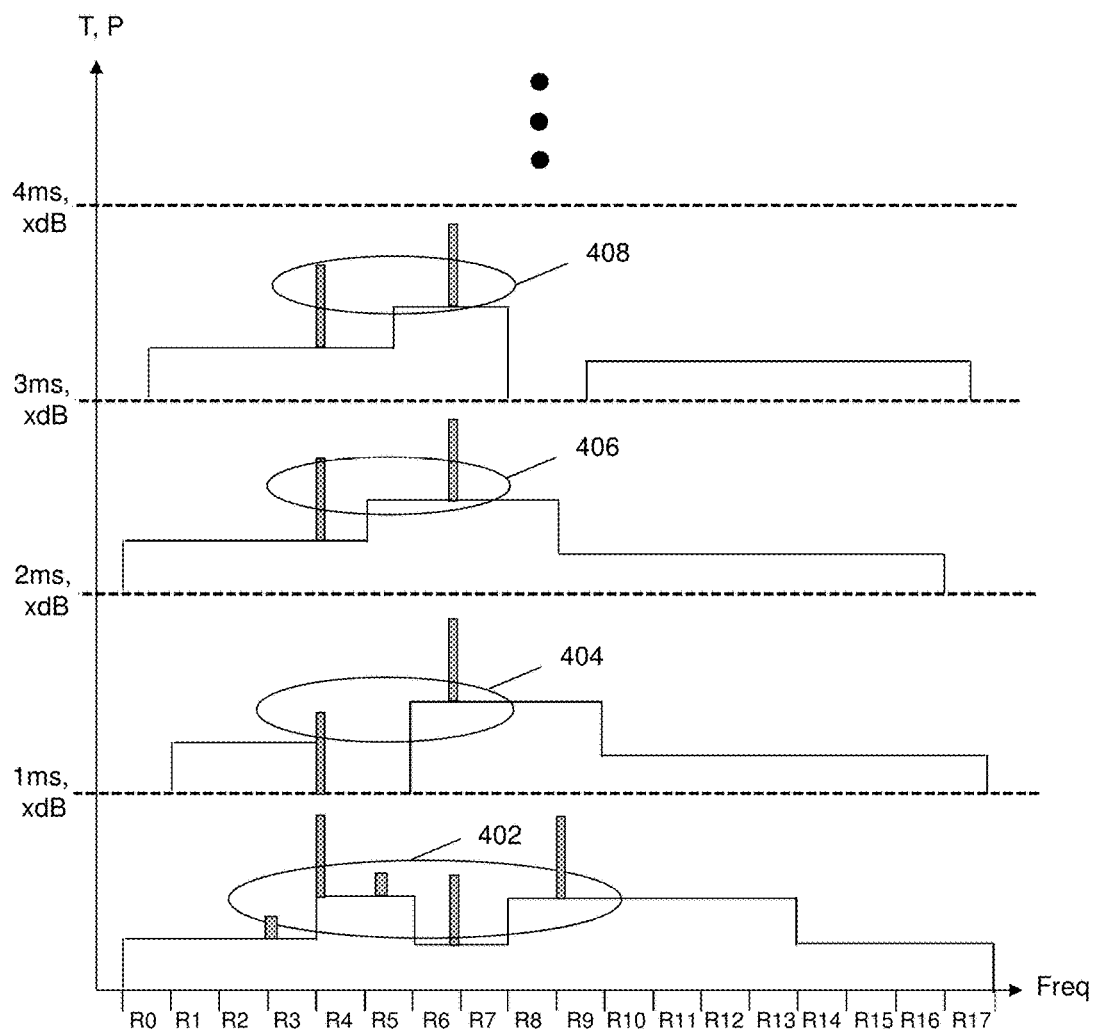 T, P
4ms,
xdB
408
3ms,
xdB
406
2ms,
xdB
404
1ms,
xdB
402
Freq
R0 R1 R2 R3 R4 R5 R6 R7 R8 R9 R10 R11 R12 R13 R14 R15 R16 R17